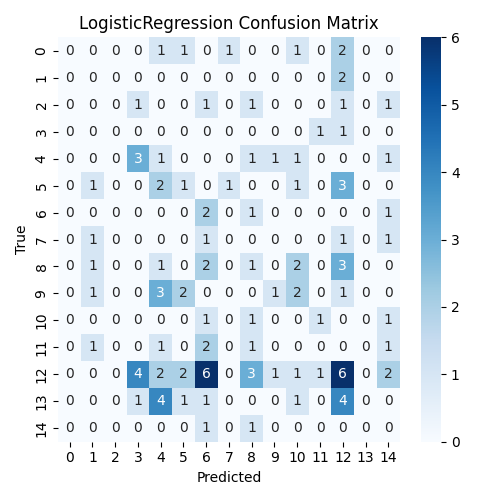 LogisticRegression Confusion Matrix
0 0 1 0 0 1 1 0 1 0 0 1 0 2 0 0
1 0 0 0 0 0 0 0 0 0 0 0 0 2 0 0
2 0 0 0 1 0 0 1 0 1 0 0 0 1 0 1
3 0 0 0 0 0 0 0 0 0 0 0 1 1 0 0
4 0 0 0 3 1 0 0 0 1 1 1 0 0 0 1
5 0 1 0 0 2 1 0 1 0 0 1 0 3 0 0
6 0 0 0 0 0 0 2 0 1 0 0 0 0 0 1
7 0 1 0 0 0 0 1 0 0 0 0 0 1 0 1
8 0 1 0 0 1 0 2 0 1 0 2 0 3 0 0
9 0 1 0 0 3 2 0 0 0 1 2 0 1 0 0
10 0 0 0 0 0 0 1 0 1 0 0 1 0 0 1
11 0 1 0 0 1 0 2 0 1 0 0 0 0 0 1
12 0 0 0 4 2 2 6 0 3 1 1 1 6 0 2
13 0 0 0 1 4 1 1 0 0 0 1 0 4 0 0
14 0 0 0 0 0 0 1 0 1 0 0 0 0 0 0
0 1 2 3 4 5 6 7 8 9 10 11 12 13 14
Predicted
True
6
5
4
3
2
1
0